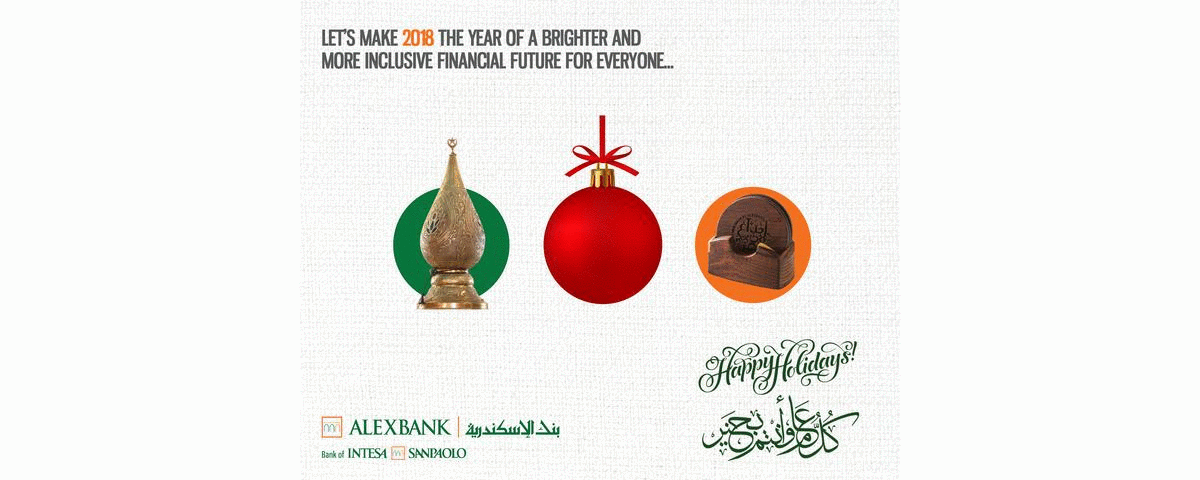 LET'S MAKE 2018 THE YEAR OF A BRIGHTER AND
MORE INCLUSIVE FINANCIAL FUTURE FOR EVERYONE...
Happy Holidays!
كل عام وأنتم بخير
ALEXBANK | بنك الإسكندرية
Bank of INTESA SANPAOLO